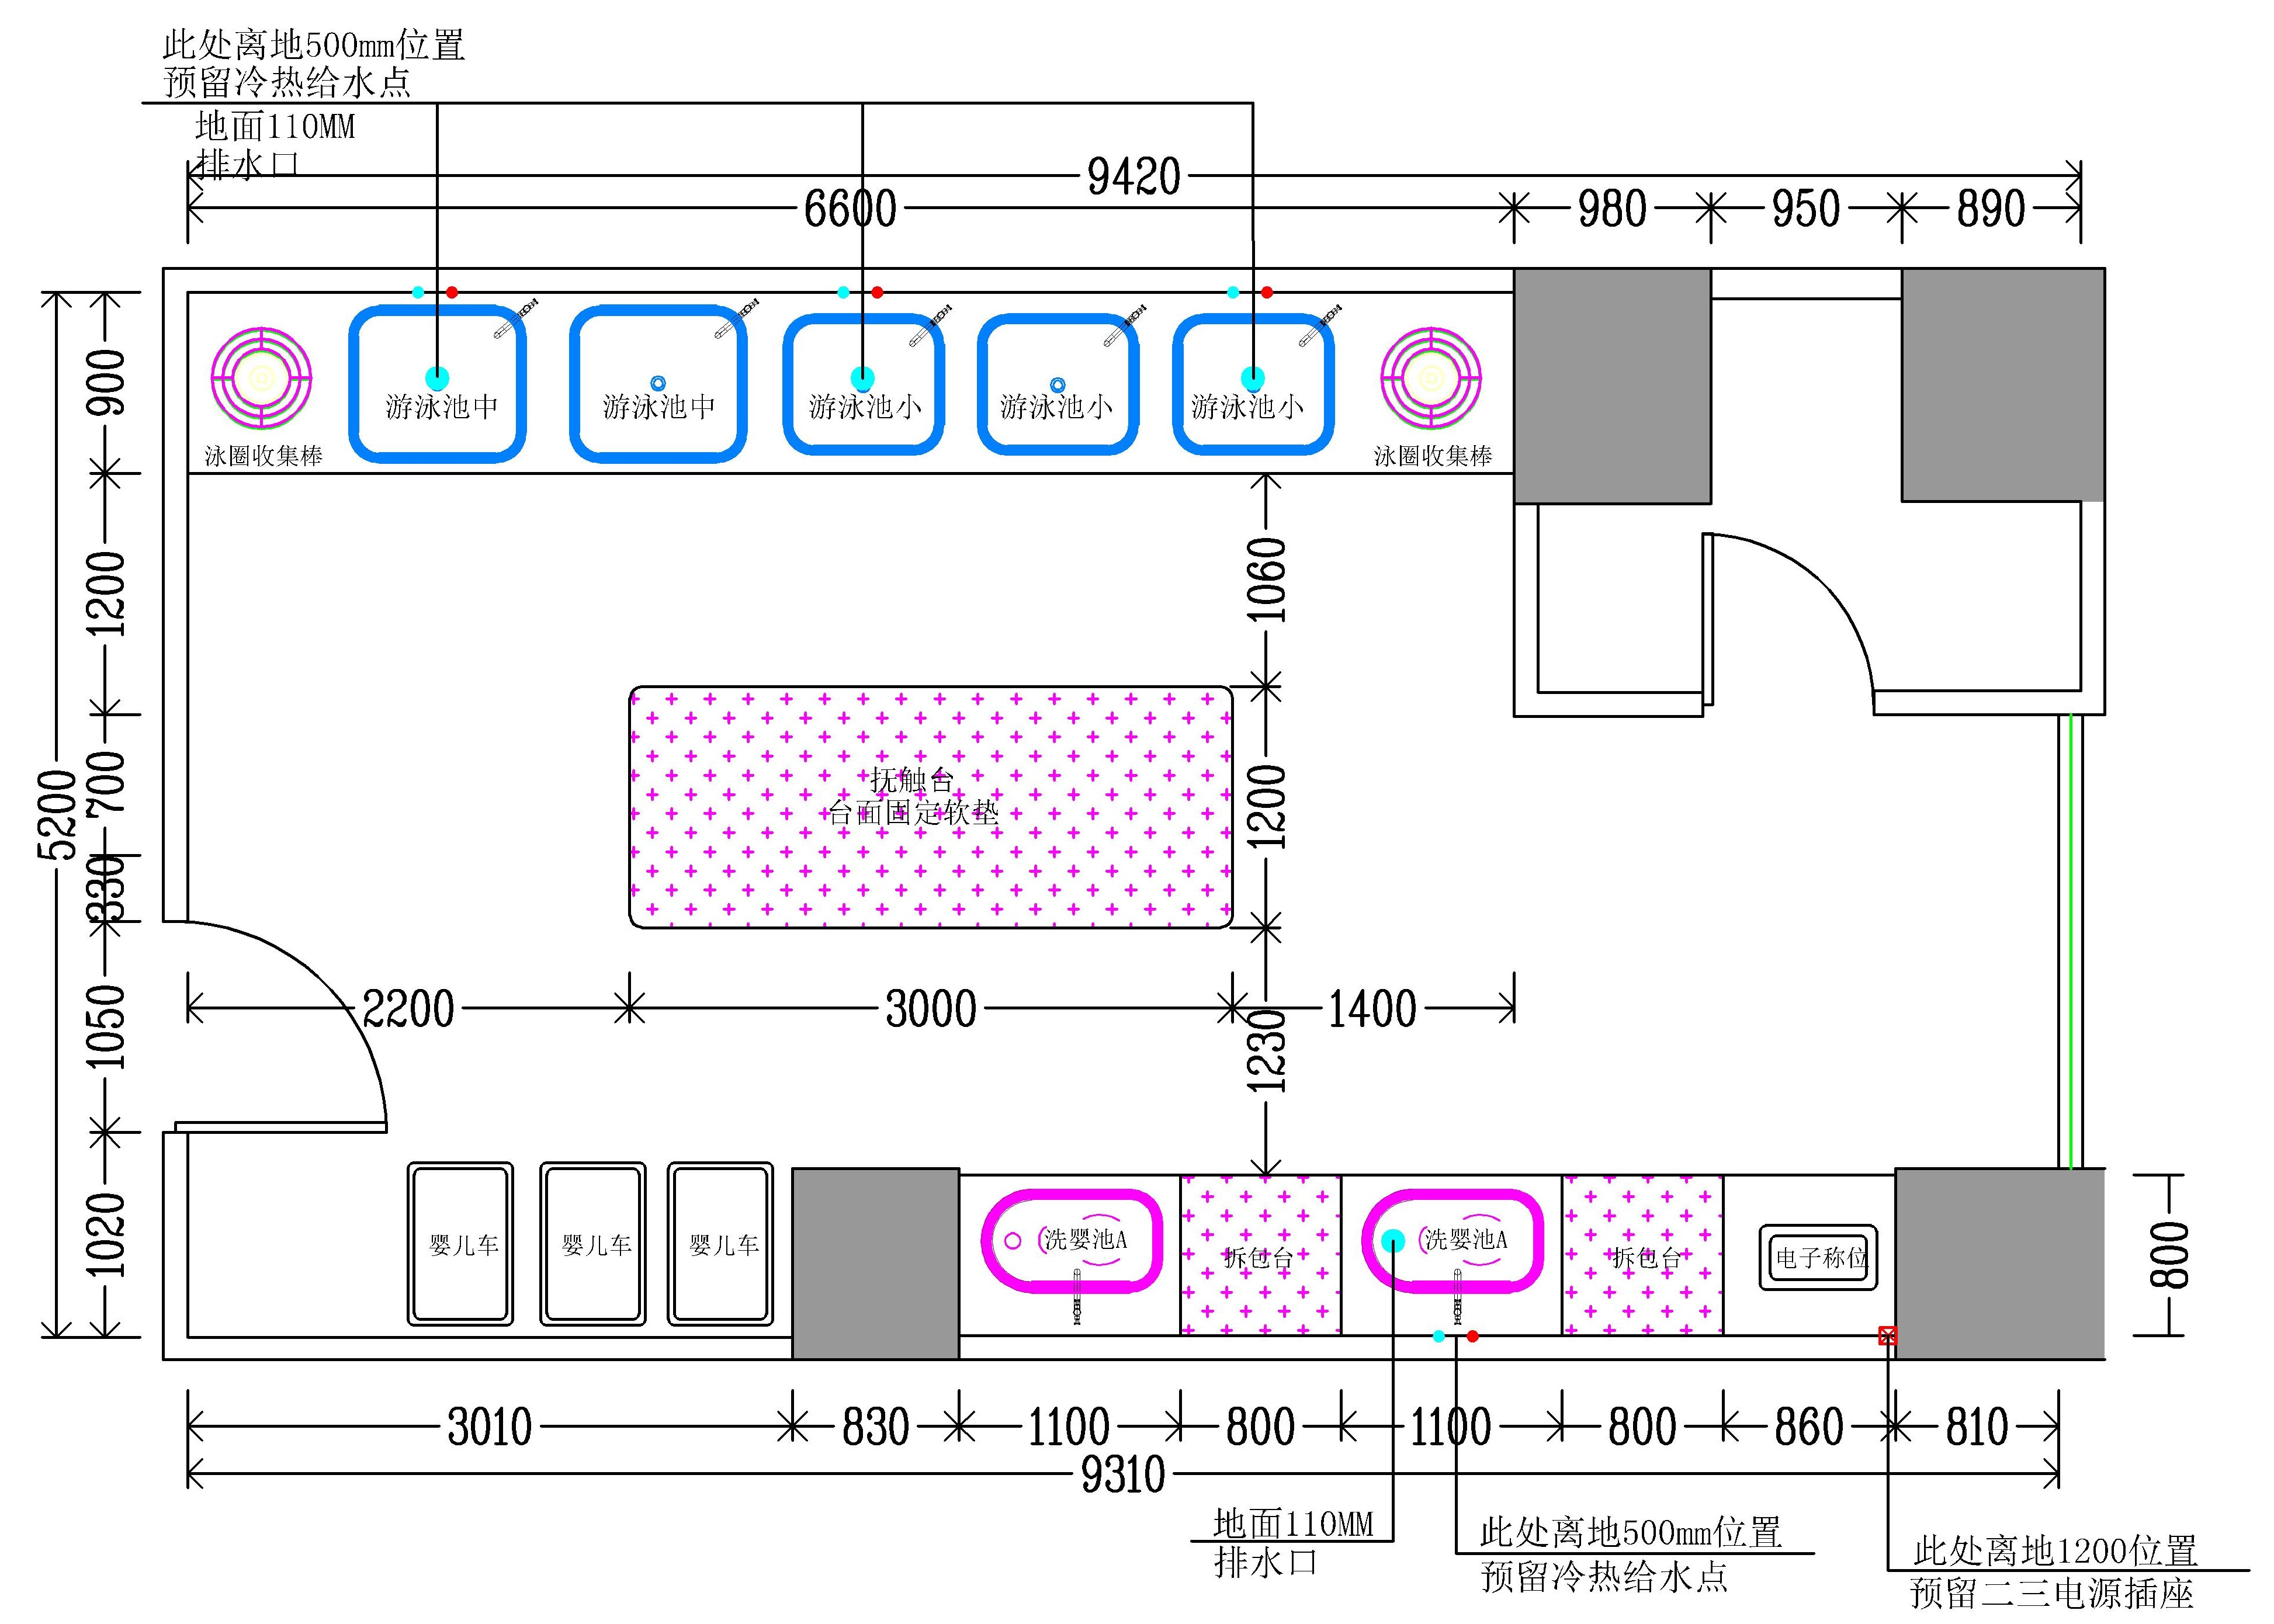 此处离地500mm位置
预留冷热给水点
地面110MM
排水口
9420
6600
980
950
890
5200
900
1200
700
330
1050
1020
游泳池中
游泳池中
游泳池小
游泳池小
游泳池小
泳圈收集棒
泳圈收集棒
1060
1200
1230
抚触台
台面固定软垫
2200
3000
1400
婴儿车
婴儿车
婴儿车
洗婴池A
拆包台
洗婴池A
拆包台
电子称位
800
3010
830
1100
800
1100
800
860
810
9310
地面110MM
排水口
此处离地500mm位置
预留冷热给水点
此处离地1200位置
预留二三电源插座